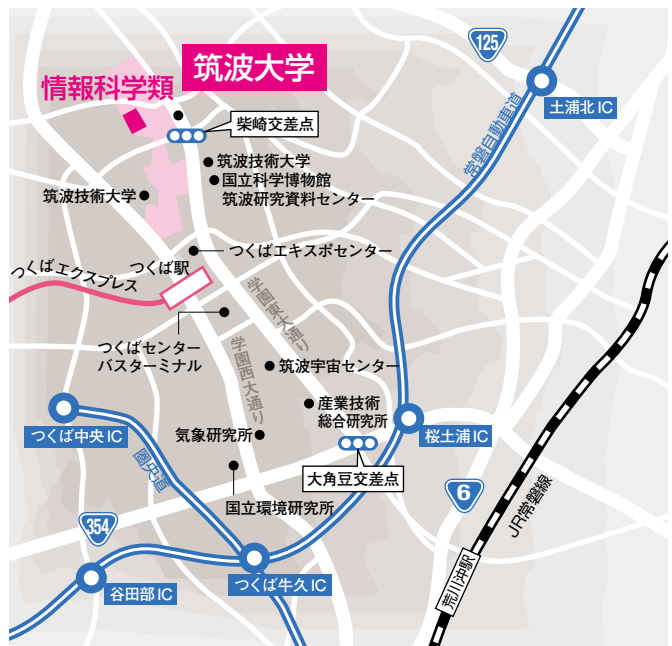 125
筑波大学
情報科学類
土浦北IC
柴崎交差点
常磐自動車道
筑波技術大学
国立科学博物館
筑波研究資料センター
筑波技術大学
つくばエキスポセンター
つくば駅
つくばエクスプレス
学園東大通り
つくばセンター
バスターミナル
学園西大通り
筑波宇宙センター
産業技術
総合研究所
つくば中央IC
気象研究所
桜土浦IC
圏央道
大角豆交差点
6
国立環境研究所
JR常磐線
354
荒川沖駅
つくば牛久IC
谷田部IC